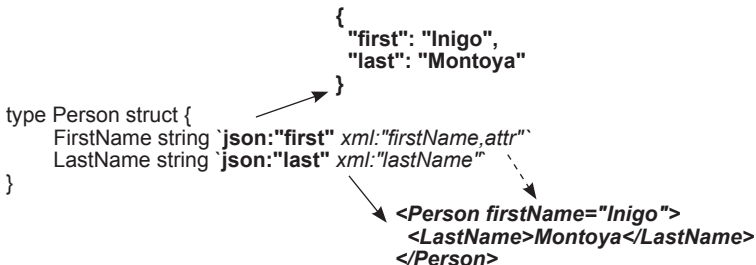 {
"first": "Inigo",
"last": "Montoya"
}
type Person struct {
FirstName string `json:"first" xml:"firstName,attr"`
LastName string `json:"last" xml:"lastName"`
}
<Person firstName="Inigo">
<LastName>Montoya</LastName>
</Person>